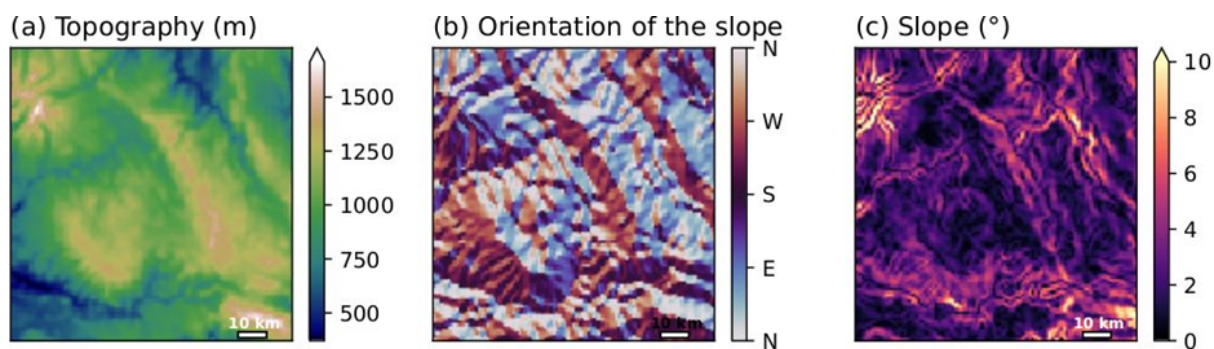 (a) Topography (m)
1500
1250
1000
750
500
10 km
(b) Orientation of the slope
N
W
S
E
N
10 km
(c) Slope (°)
10
8
6
4
2
0
10 km